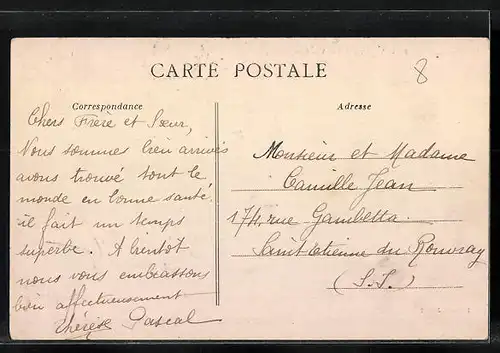 CARTE POSTALE
8
Correspondance
Chers Frère et Sœur,
Nous sommes bien arrivés
avons trouvé tout le
monde en bonne santé
il fait un temps
superbe. A bientôt
nous vous embrassons
bien affectueusement
Thérèse Pascal
Adresse
Monsieur et Madame
Camille Jean
174, rue Gambetta
Saint Etienne du Rouvray
(S.I.)